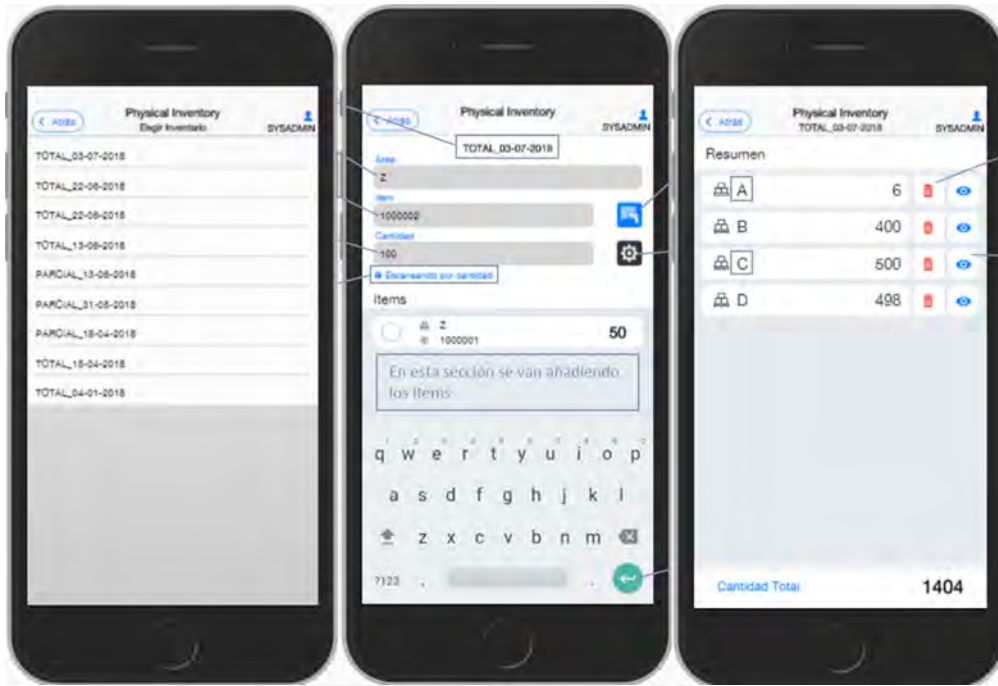 Atrás
Physical Inventory
Elegir Inventario
SYSADMIN
TOTAL_03-07-2018
TOTAL_22-06-2018
TOTAL_22-06-2018
TOTAL_13-06-2018
PARCIAL_13-06-2018
PARCIAL_31-05-2018
PARCIAL_18-04-2018
TOTAL_18-04-2018
TOTAL_04-01-2018
Atrás
Physical Inventory
SYSADMIN
TOTAL_03-07-2018
Area
Z
Item
1000002
Cantidad
100
Escaneando por cantidad
Items
Z
1000001
50
En esta sección se van añadiendo
los Items
q w e r t y u i o p
a s d f g h j k l
z x c v b n m
?123 , .
Atrás
Physical Inventory
TOTAL_03-07-2018
SYSADMIN
Resumen
A 6
B 400
C 500
D 498
Cantidad Total 1404